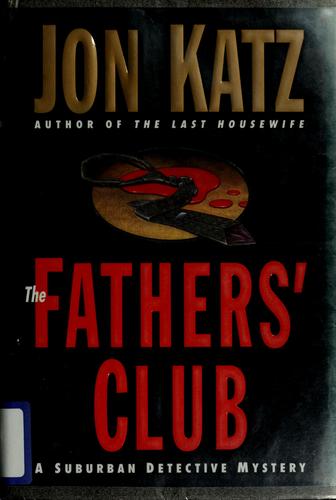 JON KATZ
AUTHOR OF THE LAST HOUSEWIFE
The
FATHERS'
CLUB
A SUBURBAN DETECTIVE MYSTERY